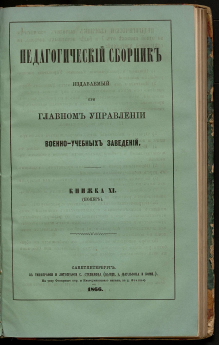 ПЕДАГОГИЧЕСКІЙ СБОРНИКЪ
ИЗДАВАЕМЫЙ
ПРИ
ГЛАВНОМЪ УПРАВЛЕНІИ
ВОЕННО-УЧЕБНЫХЪ ЗАВЕДЕНІЙ.
КНИЖКА XI.
(НОЯБРЬ)
САНКТПЕТЕРБУРГЪ.
1866.